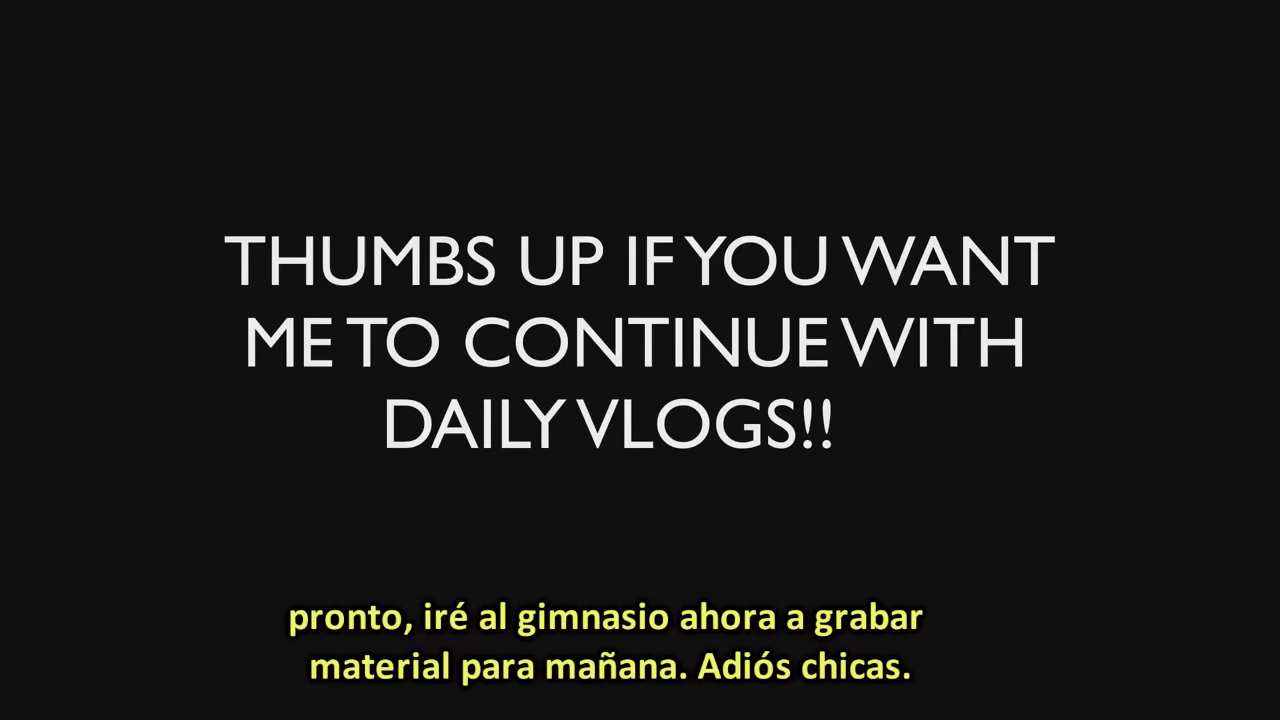 THUMBS UP IF YOU WANT
ME TO CONTINUE WITH
DAILY VLOGS!!
pronto, iré al gimnasio ahora a grabar
material para mañana. Adiós chicas.